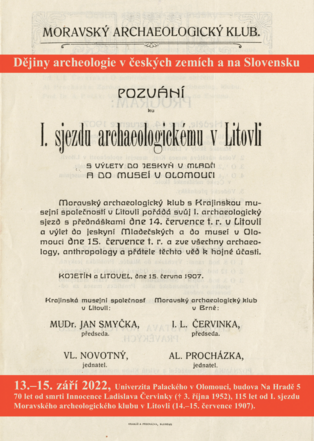 MORAVSKÝ ARCHAEOLOGICKÝ KLUB.
Dějiny archeologie v českých zemích a na Slovensku
POZVÁNÍ
ku
I. sjezdu archaeologickému v Litovli
S VÝLETY DO JESKYŇ U MLADČI
A DO MUSEÍ V OLOMOUCI
Moravský archaeologický klub s Krajinskou mu-
sejní společností v Litovli pořádá svůj I. archaeologický
sjezd s přednáškami dne 14. července t. r. v Litovli
a výlet do jeskyní Mladečských a do museí v Olo-
mouci dne 15. července t. r. a zve všechny archaeo-
logy, anthropology a přátele těchto věd k hojné účasti.
KOJETÍN a LITOVEL, dne 15. června 1907.
Krajinská musejní společnost Moravský archaeologický klub
v Litovli: v Brně:
MUDr. JAN SMYČKA, I. L. ČERVINKA,
předseda. předseda.
VL. NOVOTNÝ, AL. PROCHÁZKA,
jednatel. jednatel.
13.–15. září 2022, Univerzita Palackého v Olomouci, budova Na Hradě 5
70 let od smrti Innocence Ladislava Červinky († 3. října 1952), 115 let od I. sjezdu
Moravského archeologického klubu v Litovli (14.–15. července 1907).